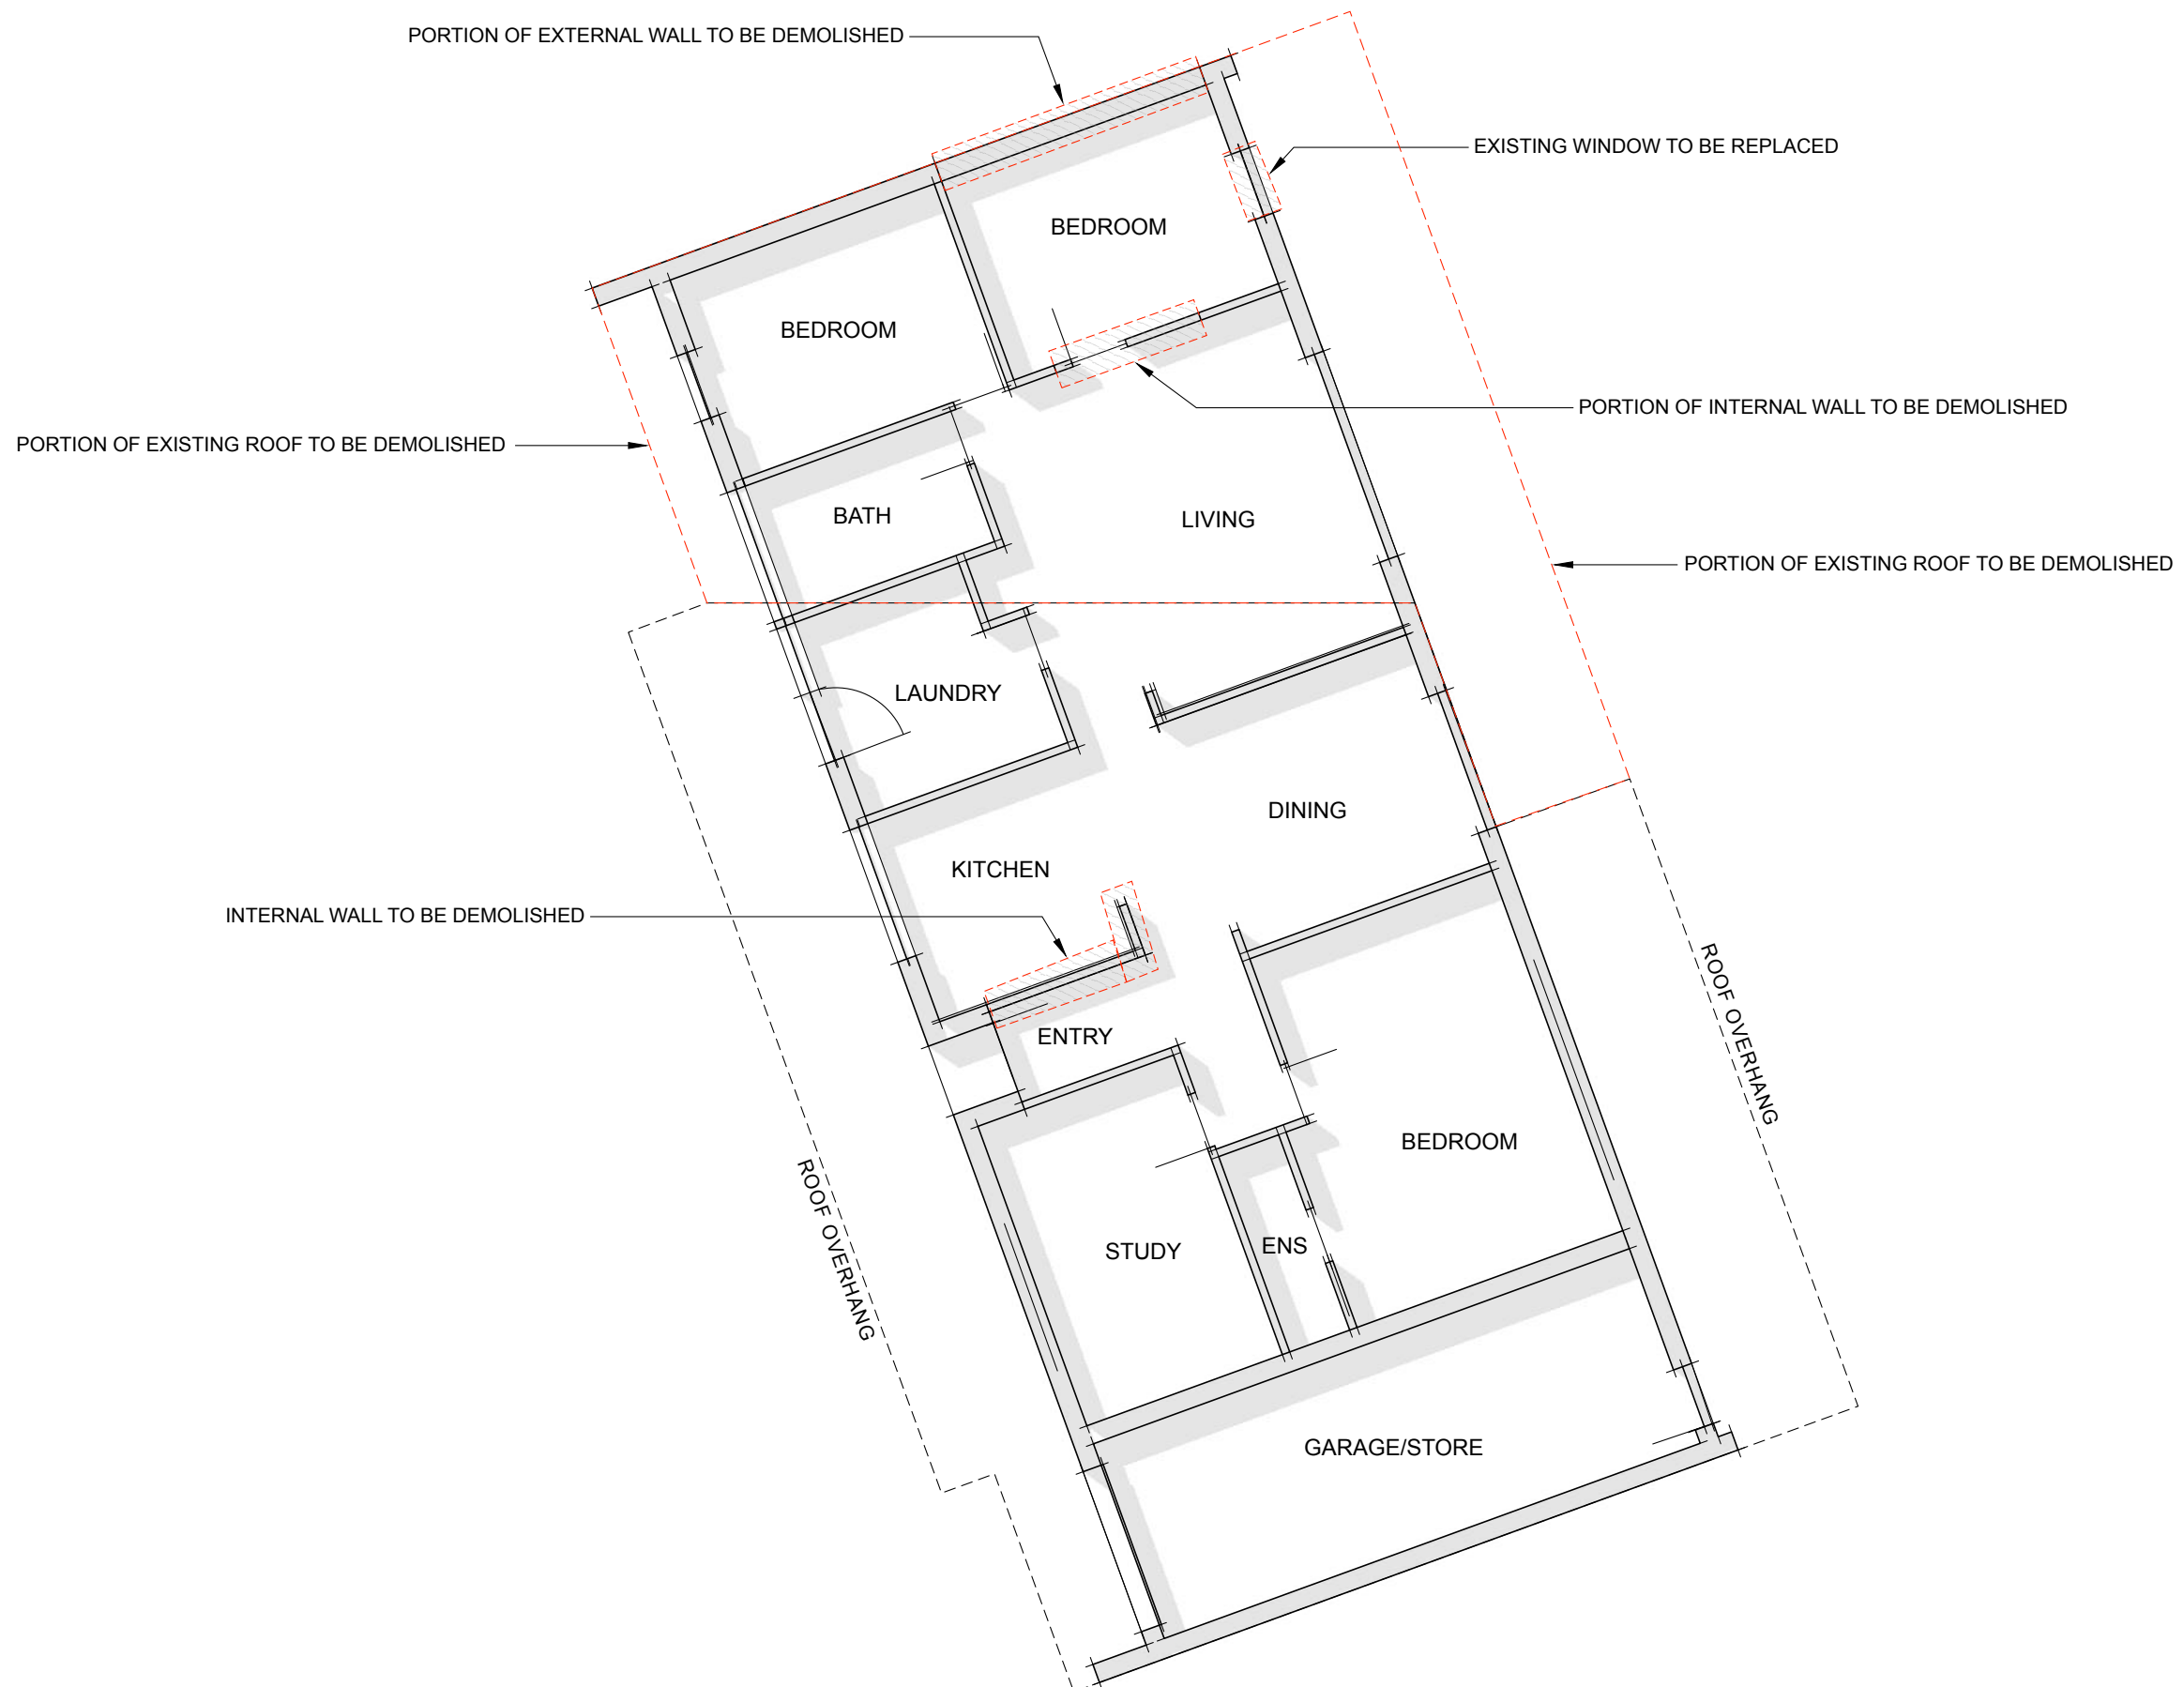 PORTION OF EXTERNAL WALL TO BE DEMOLISHED
EXISTING WINDOW TO BE REPLACED
BEDROOM
BEDROOM
PORTION OF INTERNAL WALL TO BE DEMOLISHED
PORTION OF EXISTING ROOF TO BE DEMOLISHED
BATH
LIVING
PORTION OF EXISTING ROOF TO BE DEMOLISHED
LAUNDRY
DINING
KITCHEN
INTERNAL WALL TO BE DEMOLISHED
ROOF OVERHANG
ENTRY
BEDROOM
ROOF OVERHANG
STUDY
ENS
GARAGE/STORE